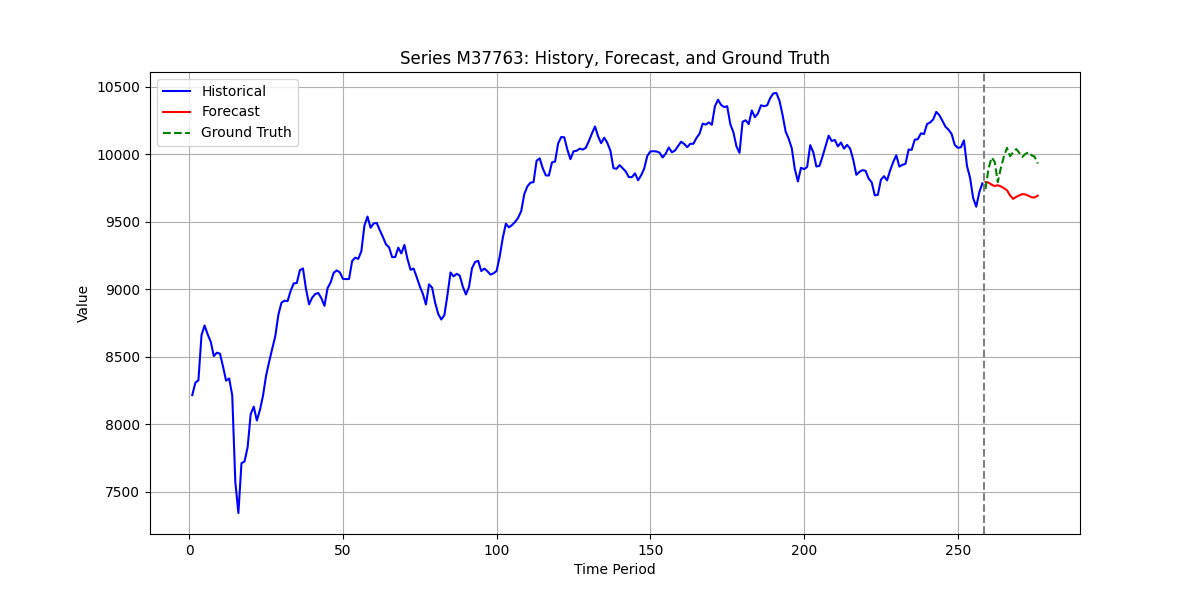 Series M37763: History, Forecast, and Ground Truth
Historical
Forecast
Ground Truth
10500
10000
9500
9000
8500
8000
7500
Value
0 50 100 150 200 250
Time Period